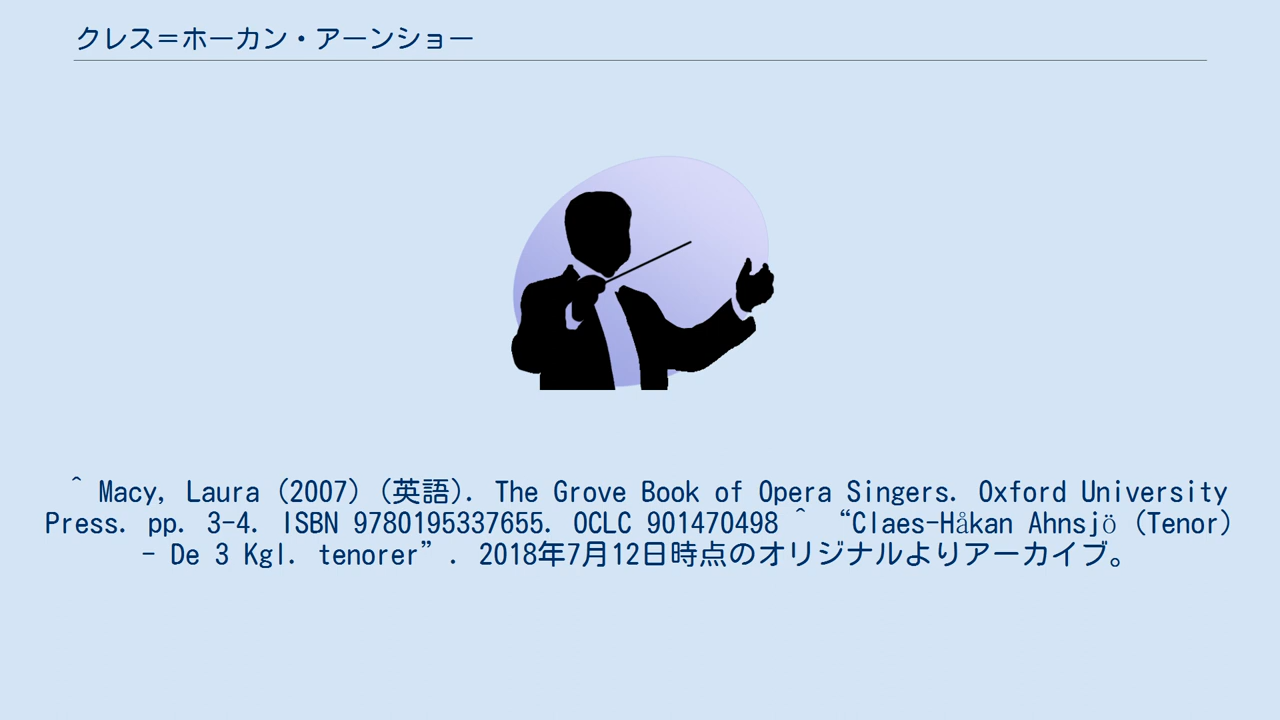 クレス＝ホーカン・アーンショー
^ Macy, Laura (2007) (英語). The Grove Book of Opera Singers. Oxford University
Press. pp. 3-4. ISBN 9780195337655. OCLC 901470498 ^ “Claes-Håkan Ahnsjö (Tenor)
- De 3 Kgl. tenorer”. 2018年7月12日時点のオリジナルよりアーカイブ。